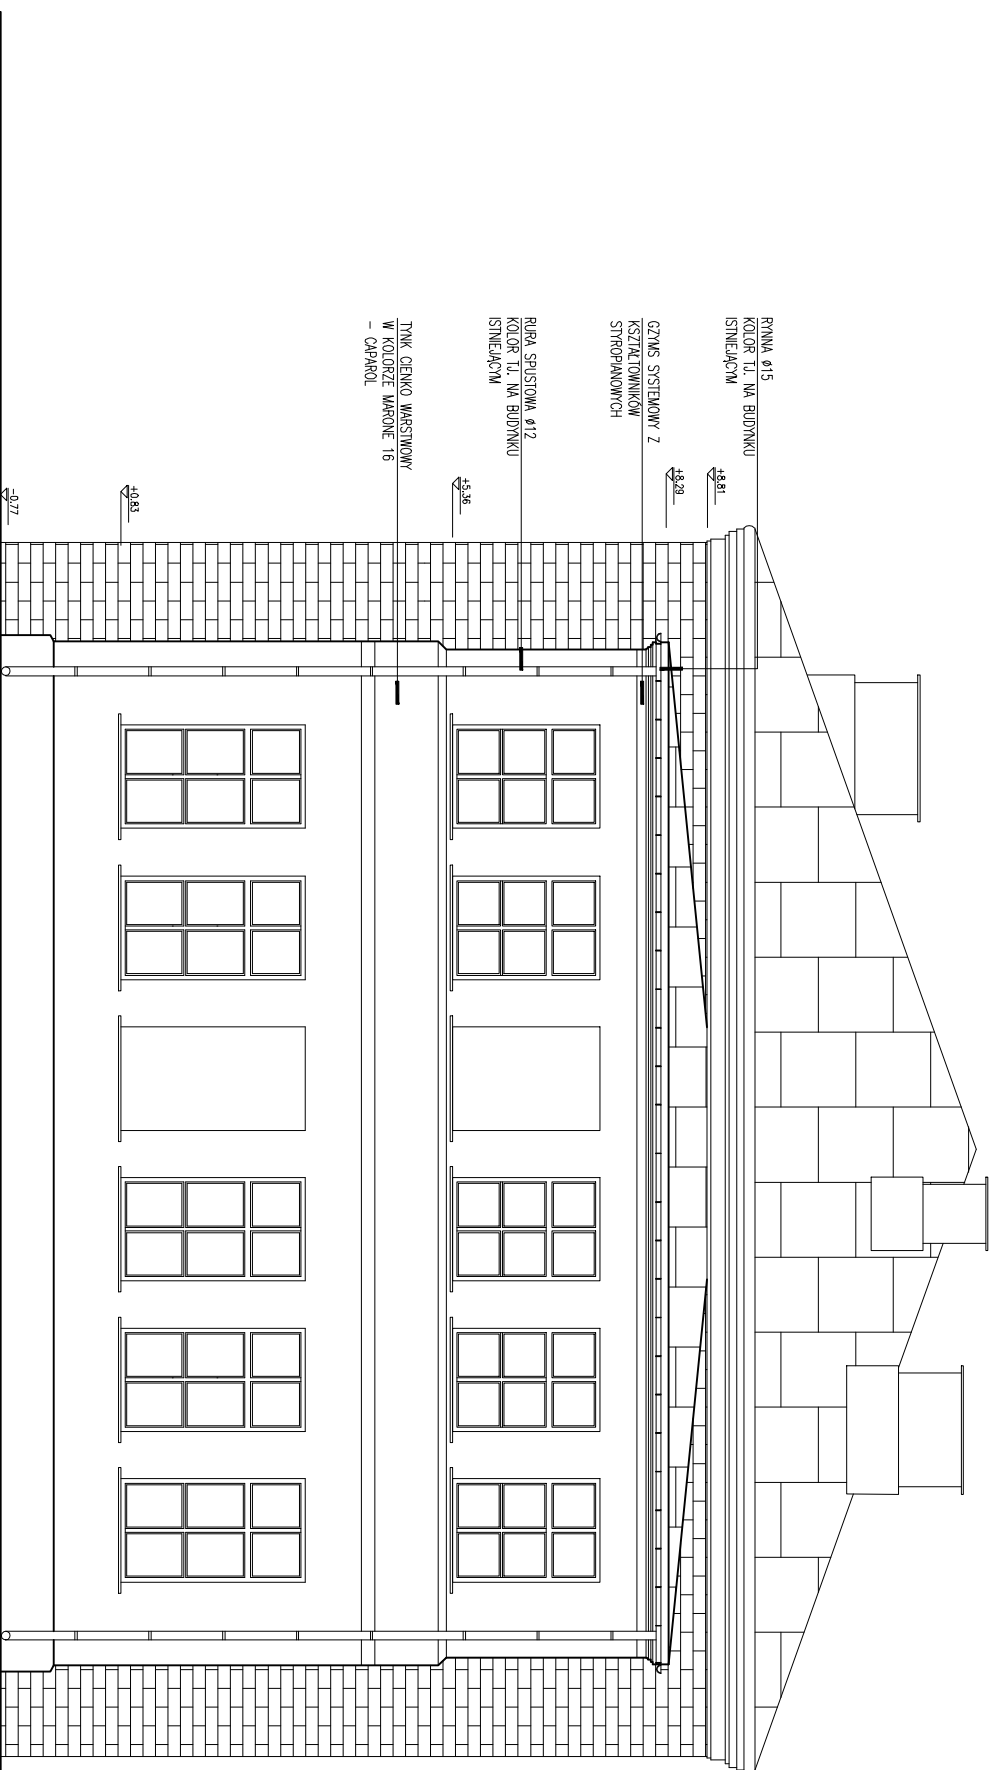 RYNNA ø15
KOLOR TJ. NA BUDYNKU
ISTNIEJĄCYM
+8.81
+8.29
GZYMS SYSTEMOWY Z
KSZTAŁTOWNIKÓW
STYROPIANOWYCH
RURA SPUSTOWA ø12
KOLOR TJ. NA BUDYNKU
ISTNIEJĄCYM
+5.36
TYNK CIENKO WARSTWOWY
W KOLORZE MARONE 16
- CAPAROL
+0.83
-0.77